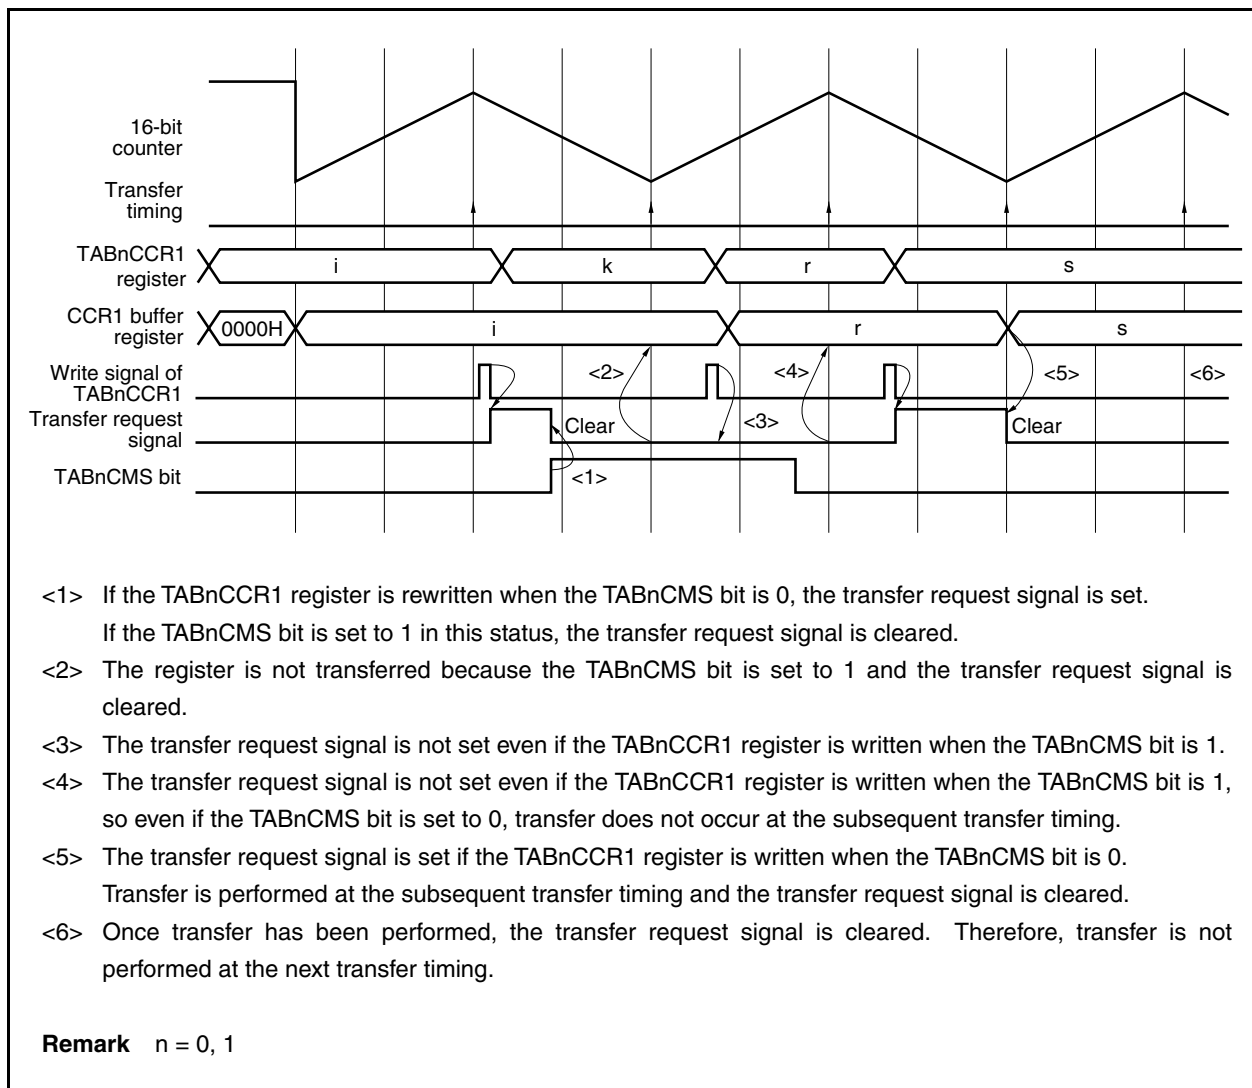 16-bit
counter
Transfer
timing
TABnCCR1
register
i
k
r
s
CCR1 buffer
register
0000H
i
r
s
Write signal of
TABnCCR1
<2>
<4>
<5>
<6>
Transfer request
signal
Clear
<3>
Clear
TABnCMS bit
<1>
<1> If the TABnCCR1 register is rewritten when the TABnCMS bit is 0, the transfer request signal is set.
If the TABnCMS bit is set to 1 in this status, the transfer request signal is cleared.
<2> The register is not transferred because the TABnCMS bit is set to 1 and the transfer request signal is
cleared.
<3> The transfer request signal is not set even if the TABnCCR1 register is written when the TABnCMS bit is 1.
<4> The transfer request signal is not set even if the TABnCCR1 register is written when the TABnCMS bit is 1,
so even if the TABnCMS bit is set to 0, transfer does not occur at the subsequent transfer timing.
<5> The transfer request signal is set if the TABnCCR1 register is written when the TABnCMS bit is 0.
Transfer is performed at the subsequent transfer timing and the transfer request signal is cleared.
<6> Once transfer has been performed, the transfer request signal is cleared. Therefore, transfer is not
performed at the next transfer timing.
Remark n = 0, 1